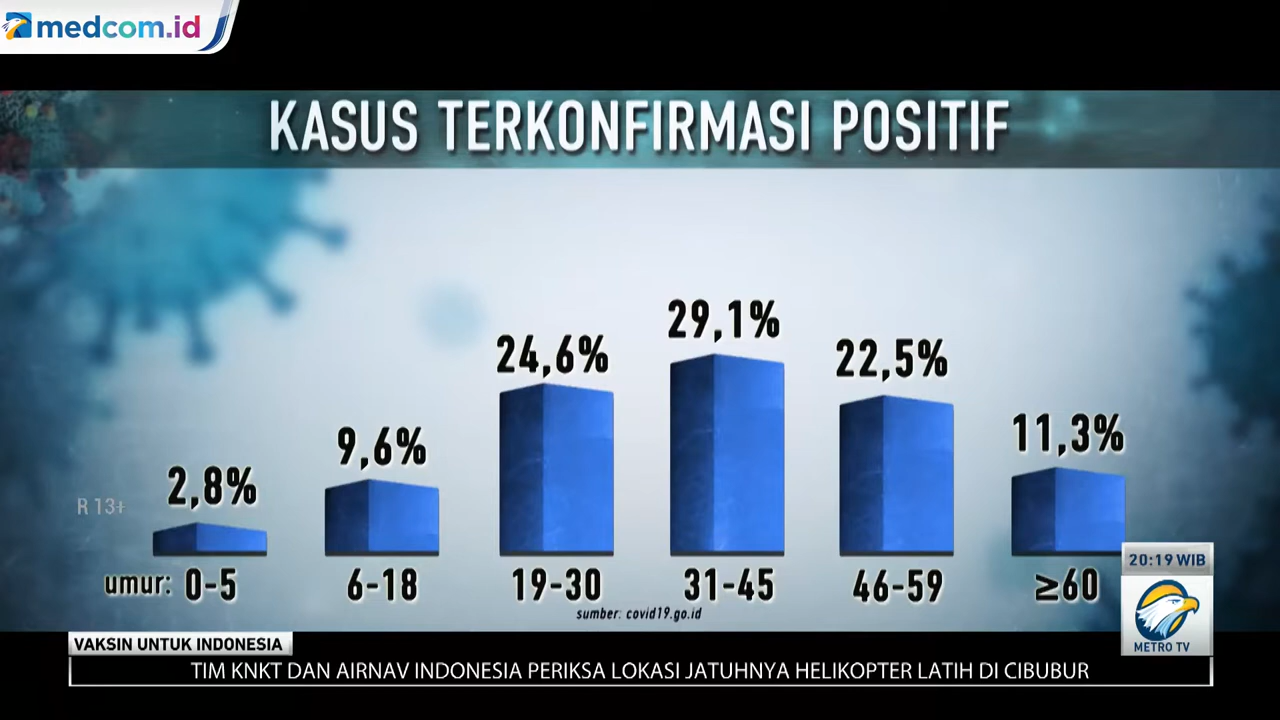 medcom.id
KASUS TERKONFIRMASI POSITIF
2,8%
9,6%
24,6%
29,1%
22,5%
11,3%
R 13+
umur: 0-5 6-18 19-30 31-45 46-59 ≥60
sumber: covid19.go.id
20:19 WIB
METRO TV
VAKSIN UNTUK INDONESIA
TIM KNKT DAN AIRNAV INDONESIA PERIKSA LOKASI JATUHNYA HELIKOPTER LATIH DI CIBUBUR